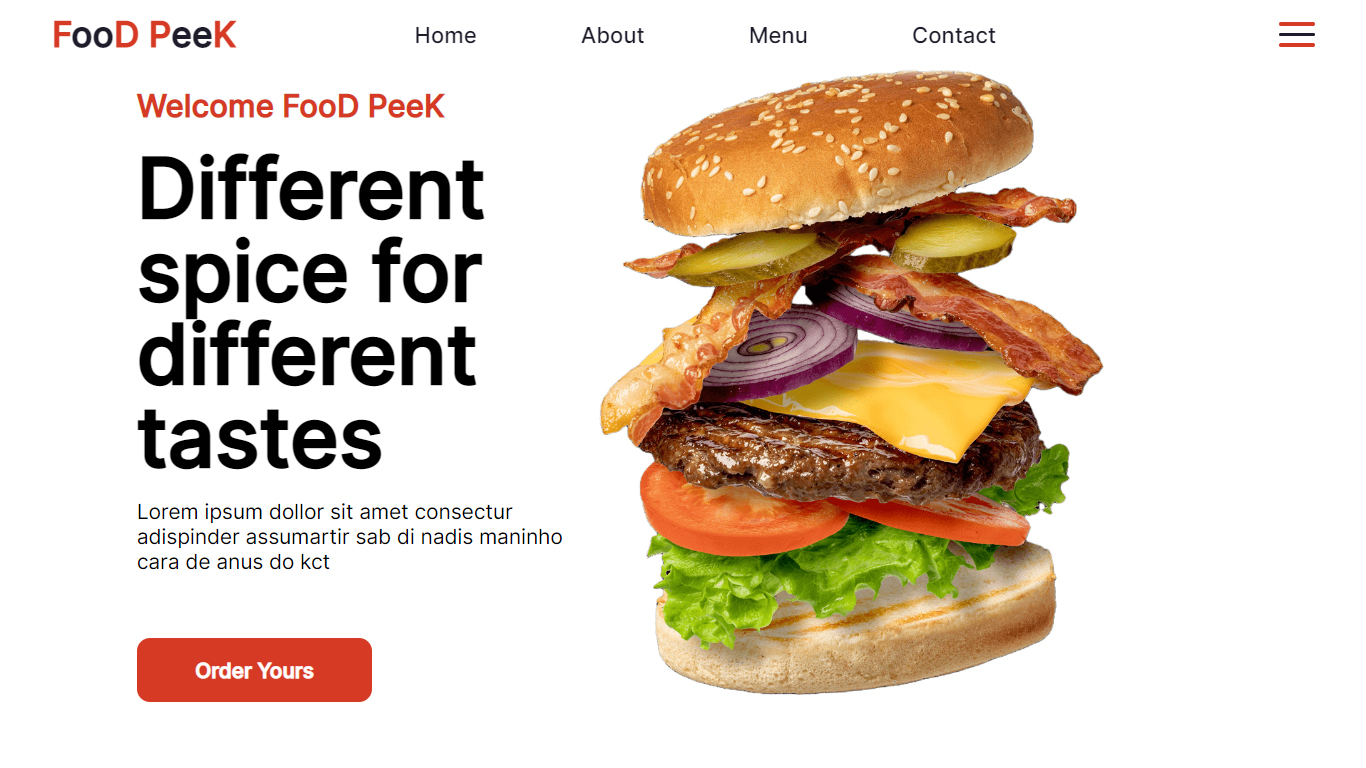 FooD PeeK
Home
About
Menu
Contact
Welcome FooD PeeK
Different
spice for
different
tastes
Lorem ipsum dollor sit amet consectur
adispinder assumartir sab di nadis maninho
cara de anus do kct
Order Yours